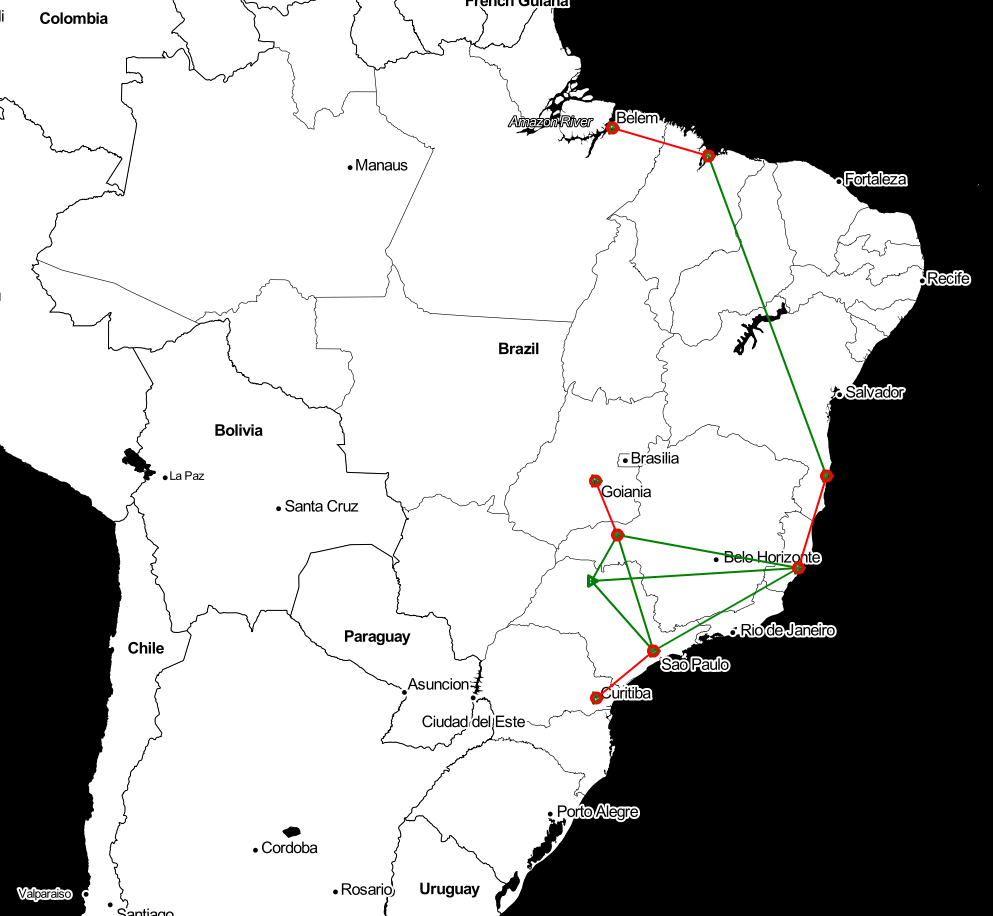 French Guiana
Colombia
Belem
Amazon River
Manaus
Fortaleza
Recife
Brazil
Salvador
Bolivia
Brasilia
La Paz
Goiania
Santa Cruz
Belo Horizonte
Rio de Janeiro
Paraguay
Chile
Sao Paulo
Asuncion
Curitiba
Ciudad del Este
Porto Alegre
Cordoba
Rosario
Uruguay
Valparaiso
Santiago